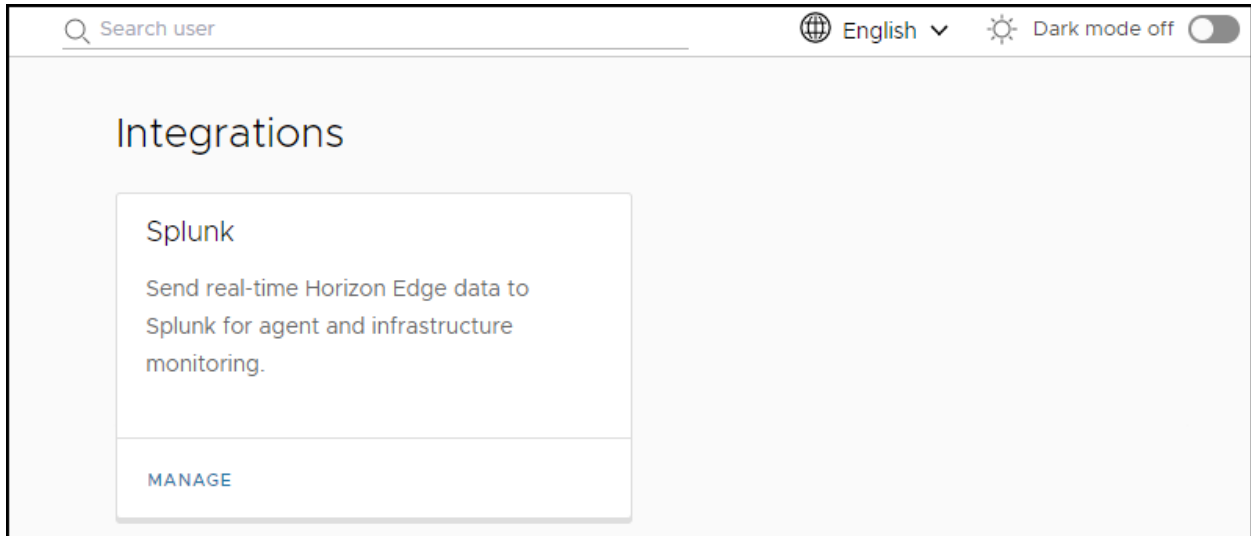 Search user
English
Dark mode off
Integrations
Splunk
Send real-time Horizon Edge data to
Splunk for agent and infrastructure
monitoring.
MANAGE